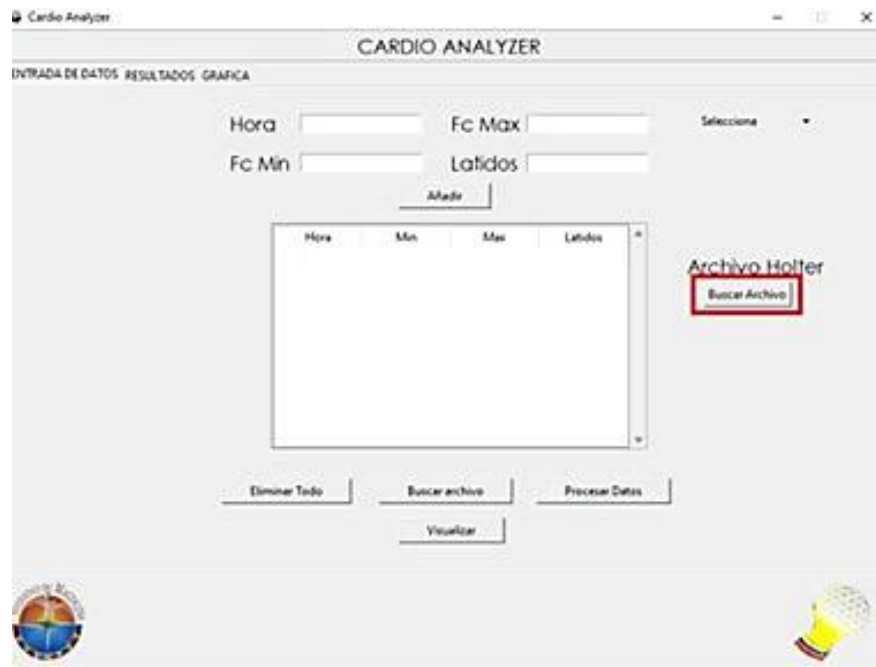 Cardio Analyzer
CARDIO ANALYZER
ENTRADA DE DATOS RESULTADOS GRAFICA
Hora Fc Max Selecciona
Fc Min Latidos
Añadir
Hora Min Max Latidos
Archivo Holter
Buscar Archivo
Eliminar Todo Buscar archivo Procesar Datos
Visualizar